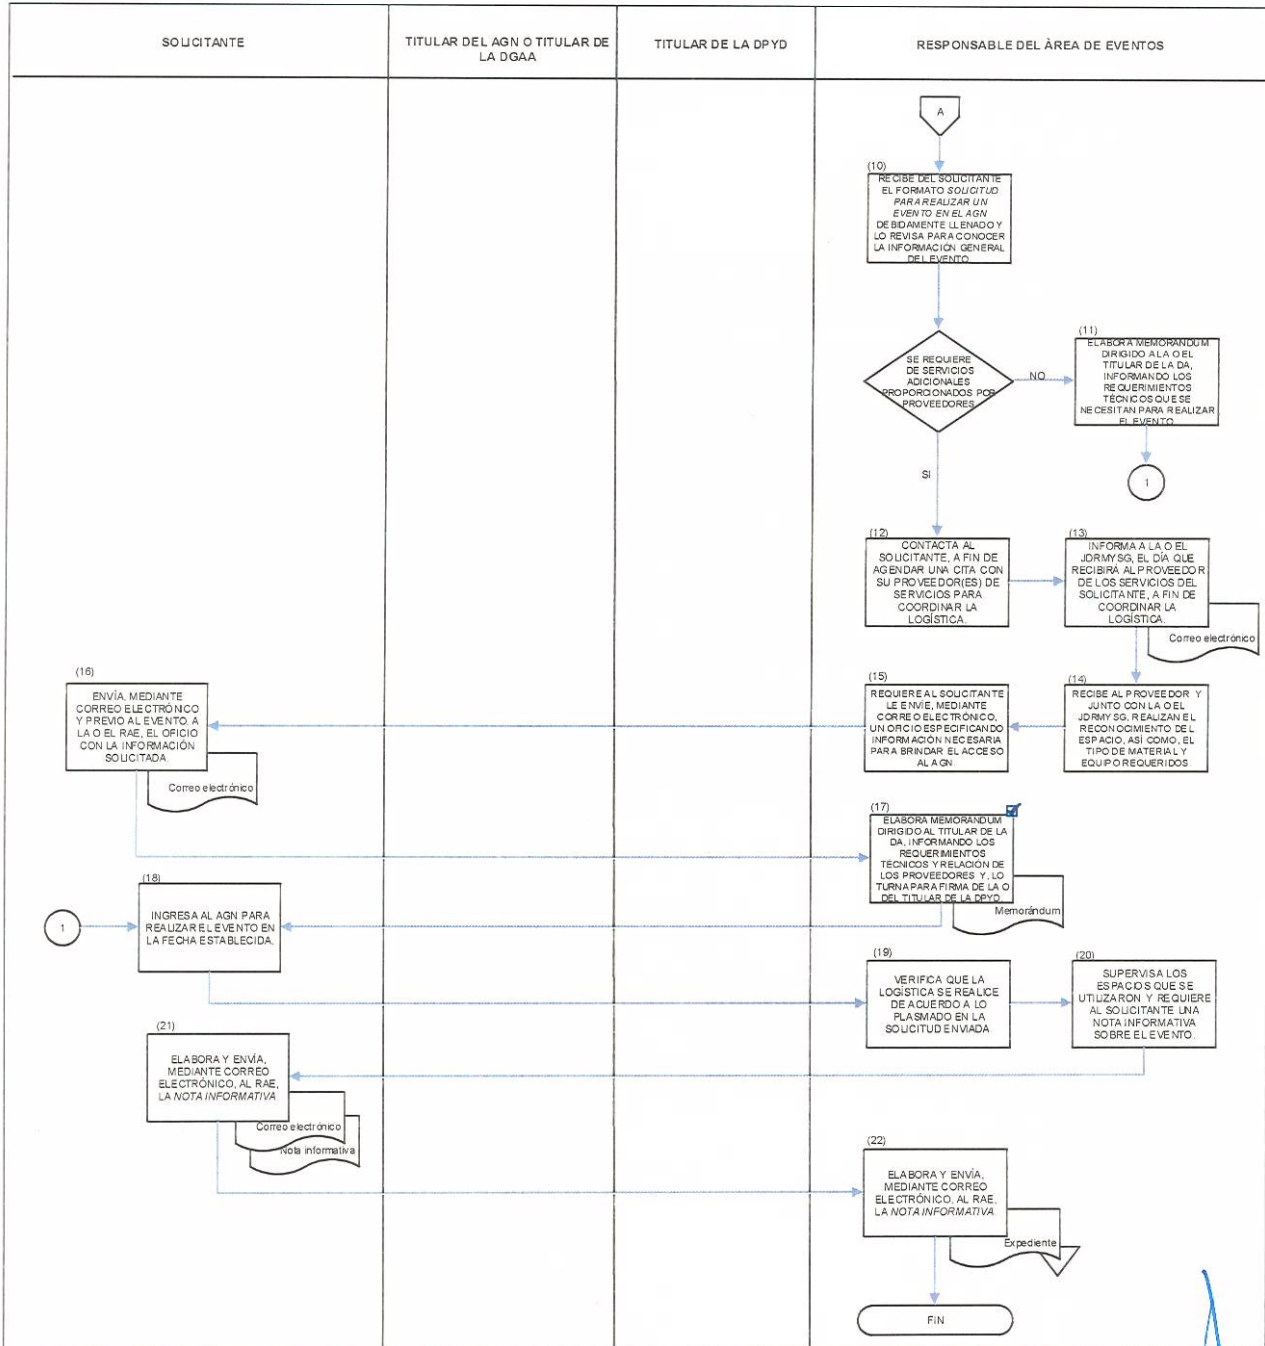 SOLICITANTE
TITULAR DEL AGN O TITULAR DE
LA DGAA
TITULAR DE LA DPYD
RESPONSABLE DEL ÀREA DE EVENTOS
A
(10)
RECIBE DEL SOLICITANTE
EL FORMATO SOLICITUD
PARA REALIZAR UN
EVENTO EN EL AGN
DEBIDAMENTE LLENADO Y
LO REVISA PARA CONOCER
LA INFORMACIÓN GENERAL
DEL EVENTO
SE REQUIERE
DE SERVICIOS
ADICIONALES
PROPORCIONADOS POR
PROVEEDORES
NO
(11)
ELABORA MEMORÁNDUM
DIRIGIDO A LA O EL
TITULAR DE LA DA,
INFORMANDO LOS
REQUERIMIENTOS
TÉCNICOS QUE SE
NECESITAN PARA REALIZAR
EL EVENTO
1
SI
(12)
CONTACTA AL
SOLICITANTE, A FIN DE
AGENDAR UNA CITA CON
SU PROVEEDOR(ES) DE
SERVICIOS PARA
COORDINAR LA
LOGÍSTICA.
(13)
INFORMA A LA O EL
JDRMYSG, EL DÍA QUE
RECIBIRÁ AL PROVEEDOR
DE LOS SERVICIOS DEL
SOLICITANTE, A FIN DE
COORDINAR LA
LOGÍSTICA.
Correo electrónico
(14)
RECIBE AL PROVEEDOR Y
JUNTO CON LA O EL
JDRMYSG, REALIZAN EL
RECONOCIMIENTO DEL
ESPACIO, ASÍ COMO, EL
TIPO DE MATERIAL Y
EQUIPO REQUERIDOS
(15)
REQUIERE AL SOLICITANTE
LE ENVÍE, MEDIANTE
CORREO ELECTRÓNICO,
UN OFICIO ESPECIFICANDO
INFORMACIÓN NECESARIA
PARA BRINDAR EL ACCESO
AL AGN.
(16)
ENVÍA, MEDIANTE
CORREO ELECTRÓNICO
Y PREVIO AL EVENTO, A
LA O EL RAE, EL OFICIO
CON LA INFORMACIÓN
SOLICITADA.
Correo electrónico
(17)
ELABORA MEMORÁNDUM
DIRIGIDO AL TITULAR DE LA
DA, INFORMANDO LOS
REQUERIMIENTOS
TÉCNICOS Y RELACIÓN DE
LOS PROVEEDORES Y, LO
TURNA PARA FIRMA DE LA O
DEL TITULAR DE LA DPYD.
Memorándum
(18)
1
INGRESA AL AGN PARA
REALIZAR EL EVENTO EN
LA FECHA ESTABLECIDA.
(19)
VERIFICA QUE LA
LOGÍSTICA SE REALICE
DE ACUERDO A LO
PLASMADO EN LA
SOLICITUD ENVIADA.
(20)
SUPERVISA LOS
ESPACIOS QUE SE
UTILIZARON Y REQUIERE
AL SOLICITANTE UNA
NOTA INFORMATIVA
SOBRE EL EVENTO.
(21)
ELABORA Y ENVÍA,
MEDIANTE CORREO
ELECTRÓNICO, AL RAE,
LA NOTA INFORMATIVA
Correo electrónico
Nota informativa
(22)
ELABORA Y ENVÍA,
MEDIANTE CORREO
ELECTRÓNICO, AL RAE,
LA NOTA INFORMATIVA
Expediente
FIN